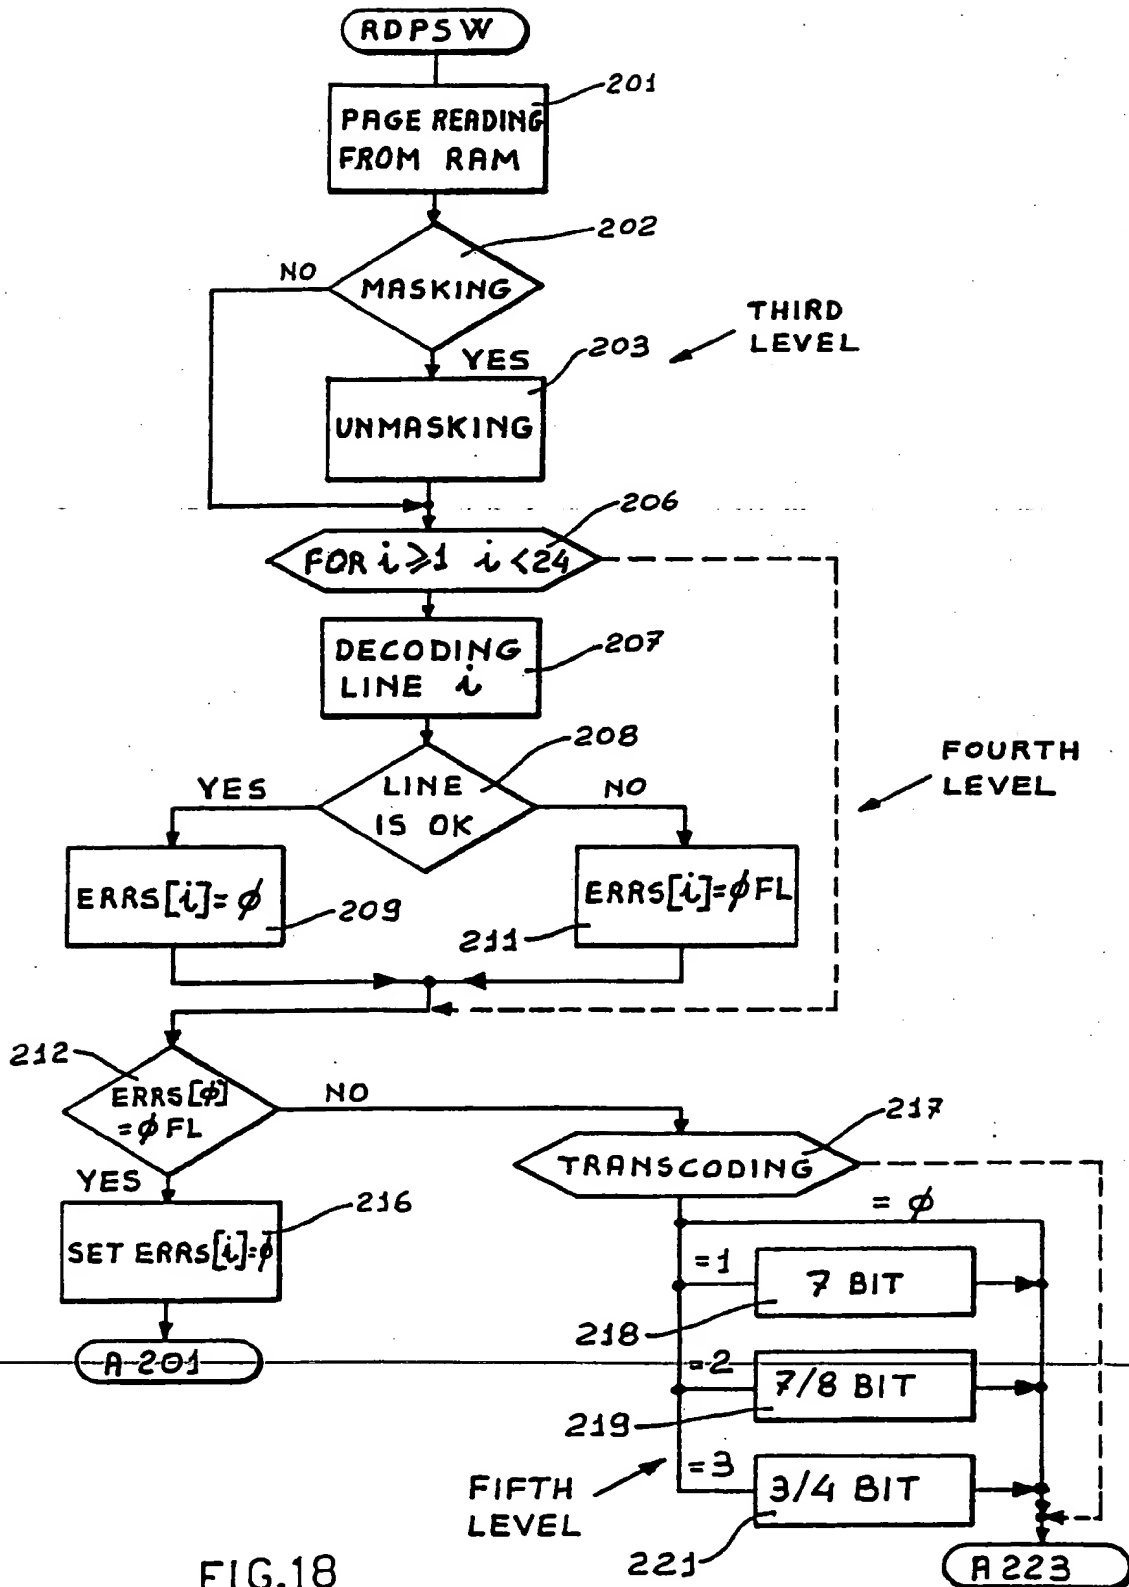 RDPSW
201
PAGE READING
FROM RAM
202
NO
MASKING
THIRD
LEVEL
YES
203
UNMASKING
206
FOR i⩾1 i<24
DECODING
LINE i
207
208
FOURTH
LEVEL
YES
LINE
IS OK
NO
ERRS[i]=ϕ
209
ERRS[i]=ϕFL
211
212
ERRS[ϕ]
=ϕFL
NO
217
TRANSCODING
YES
216
=ϕ
SET ERRS[i]=ϕ
=1
7 BIT
218
A 201
=2
7/8 BIT
219
=3
3/4 BIT
FIFTH
LEVEL
221
A 223
FIG.18